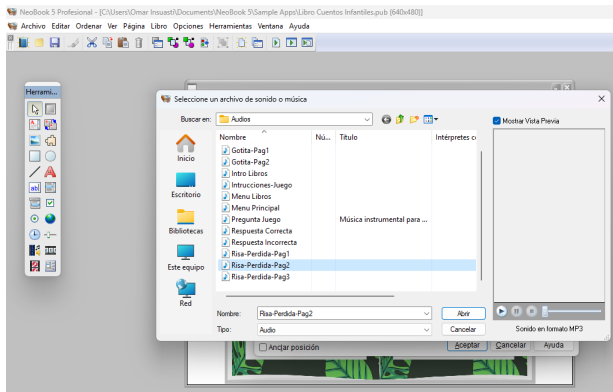 NeoBook 5 Profesional - [C:\Users\Omar Insuasti\Documents\NeoBook 5\Sample Apps\Libro Cuentos Infantiles.pub (640x480)]
Archivo Editar Ordenar Ver Página Libro Opciones Herramientas Ventana Ayuda
Herrami...
Seleccione un archivo de sonido o música
Buscar en: Audios
Mostrar Vista Previa
Nombre Nú... Título Intérpretes co
Gotita-Pag1
Gotita-Pag2
Intro Libros
Intrucciones-Juego
Menu Libros
Menu Principal
Pregunta Juego Música instrumental para ...
Respuesta Correcta
Respuesta Incorrecta
Risa-Perdida-Pag1
Risa-Perdida-Pag2
Risa-Perdida-Pag3
Inicio
Escritorio
Bibliotecas
Este equipo
Red
Nombre: Risa-Perdida-Pag2 Abrir
Tipo: Audio Cancelar
Sonido en formato MP3
Anclar posición Aceptar Cancelar Ayuda